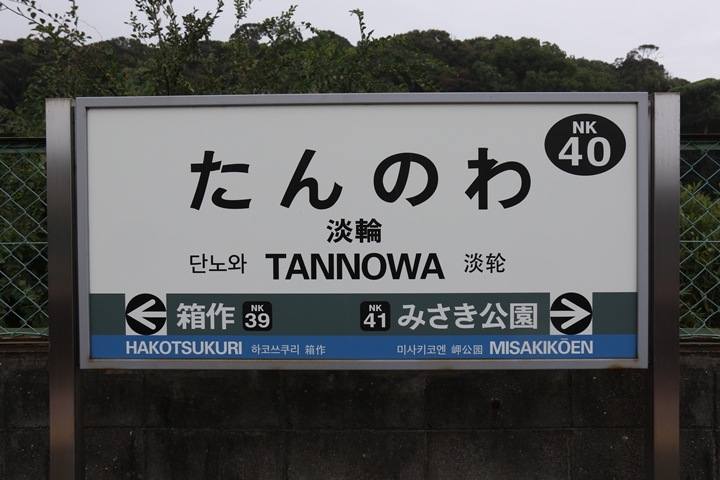 NK
40
たんのわ
淡輪
단노와 TANNOWA 淡轮
箱作 NK 39 NK 41 みさき公園
HAKOTSUKURI 하코쓰쿠리 箱作 미사키코엔 岬公园 MISAKIKŌEN